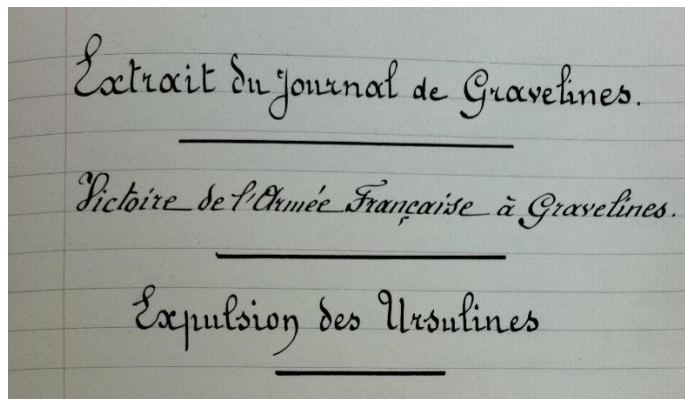 Extrait du Journal de Gravelines.
Victoire de l'Armée Française à Gravelines.
Expulsion des Ursulines